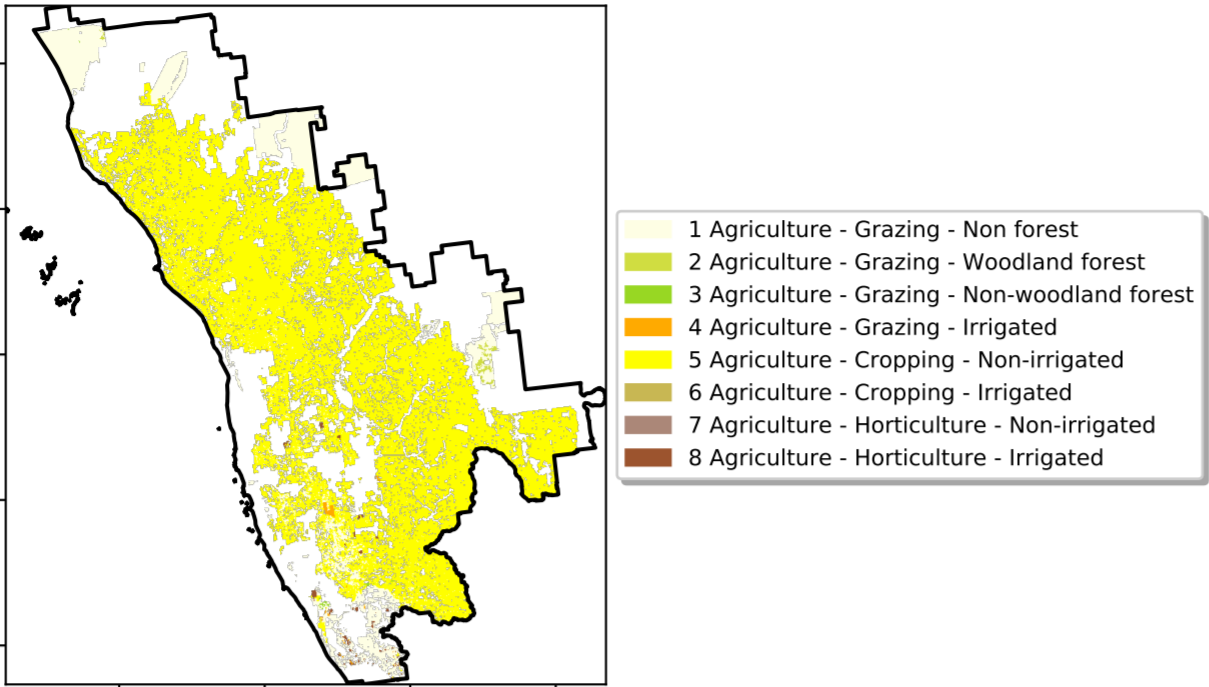 1 Agriculture - Grazing - Non forest
2 Agriculture - Grazing - Woodland forest
3 Agriculture - Grazing - Non-woodland forest
4 Agriculture - Grazing - Irrigated
5 Agriculture - Cropping - Non-irrigated
6 Agriculture - Cropping - Irrigated
7 Agriculture - Horticulture - Non-irrigated
8 Agriculture - Horticulture - Irrigated